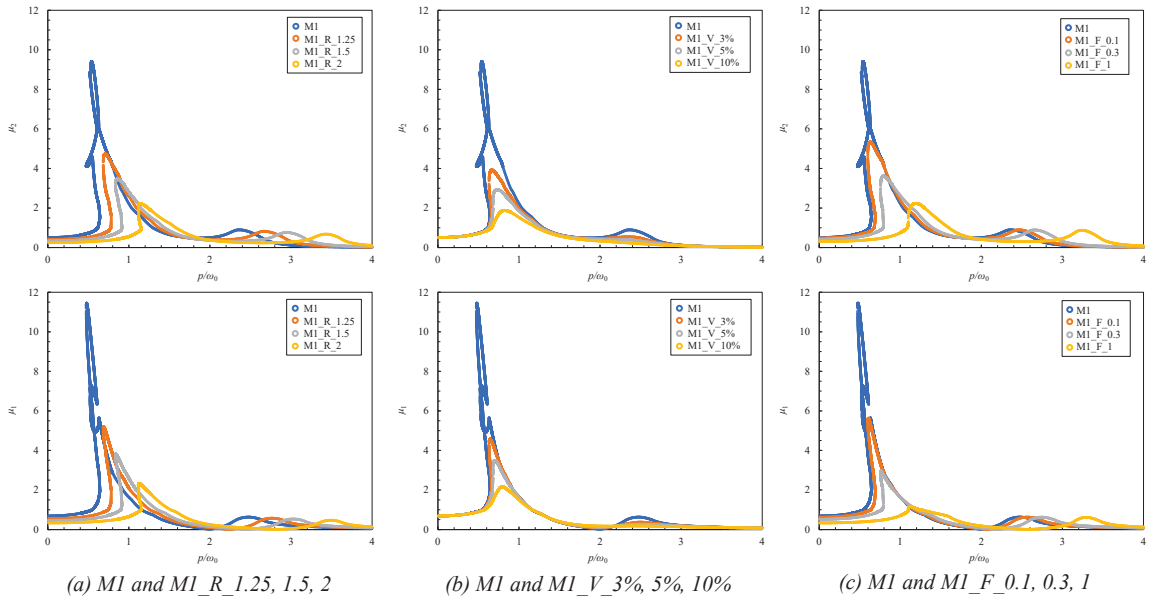 12
10
8
6
4
2
0
μ₂
0 1 2 3 4
p/ω₀
M1
M1_R_1.25
M1_R_1.5
M1_R_2
12
10
8
6
4
2
0
μ₂
0 1 2 3 4
p/ω₀
M1
M1_V_3%
M1_V_5%
M1_V_10%
12
10
8
6
4
2
0
μ₂
0 1 2 3 4
p/ω₀
M1
M1_F_0.1
M1_F_0.3
M1_F_1
12
10
8
6
4
2
0
μ₁
0 1 2 3 4
p/ω₀
M1
M1_R_1.25
M1_R_1.5
M1_R_2
12
10
8
6
4
2
0
μ₁
0 1 2 3 4
p/ω₀
M1
M1_V_3%
M1_V_5%
M1_V_10%
12
10
8
6
4
2
0
μ₁
0 1 2 3 4
p/ω₀
M1
M1_F_0.1
M1_F_0.3
M1_F_1
(a) M1 and M1_R_1.25, 1.5, 2
(b) M1 and M1_V_3%, 5%, 10%
(c) M1 and M1_F_0.1, 0.3, 1